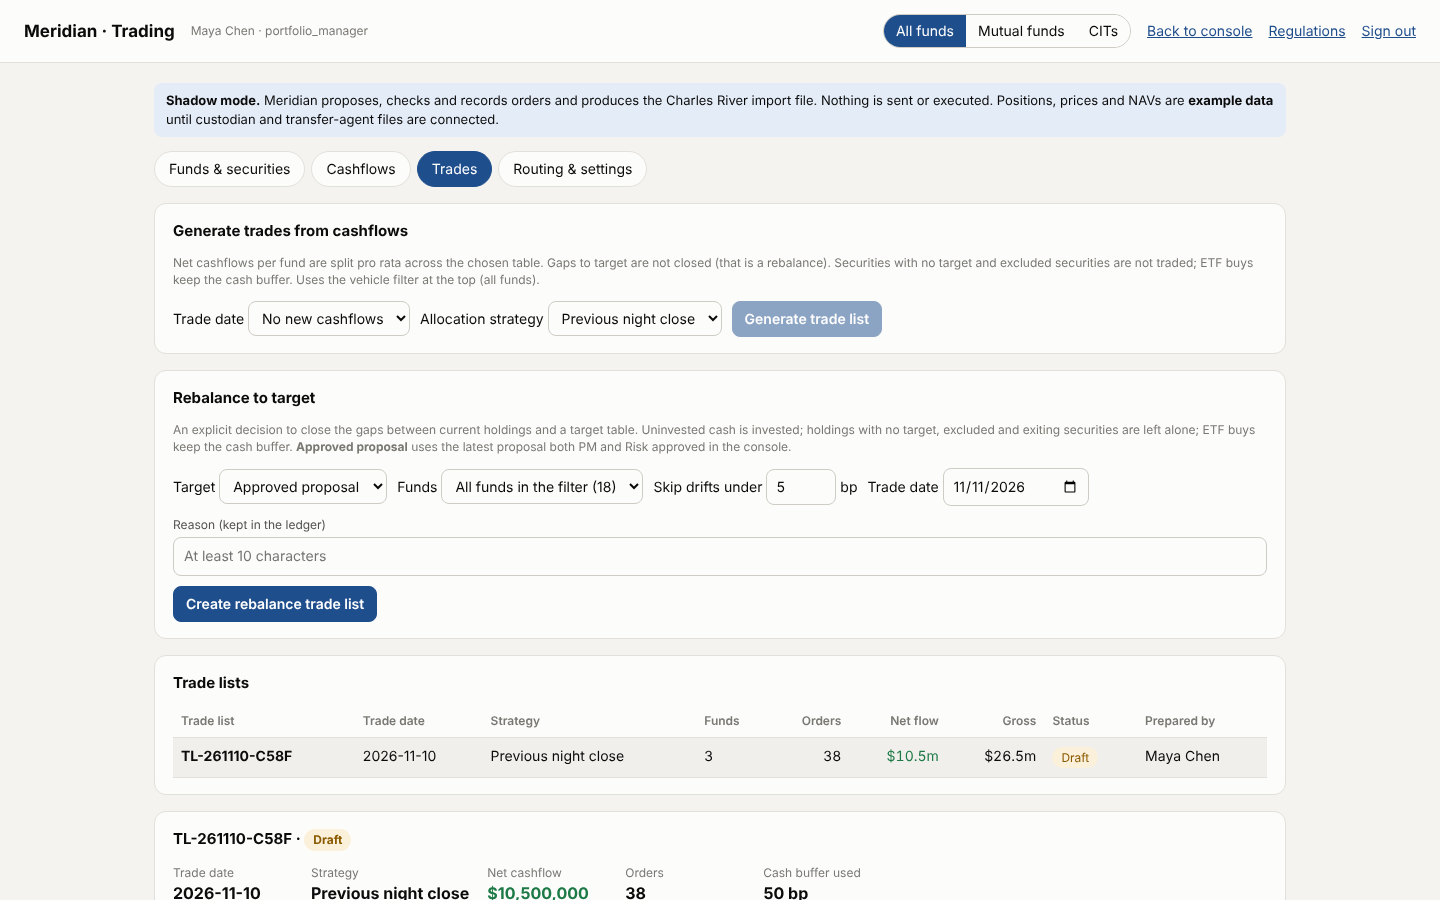 Meridian · Trading
Maya Chen · portfolio_manager
All funds
Mutual funds
CITs
Back to console
Regulations
Sign out
Shadow mode. Meridian proposes, checks and records orders and produces the Charles River import file. Nothing is sent or executed. Positions, prices and NAVs are example data
until custodian and transfer-agent files are connected.
Funds & securities
Cashflows
Trades
Routing & settings
Generate trades from cashflows
Net cashflows per fund are split pro rata across the chosen table. Gaps to target are not closed (that is a rebalance). Securities with no target and excluded securities are not traded; ETF buys
keep the cash buffer. Uses the vehicle filter at the top (all funds).
Trade date
No new cashflows
Allocation strategy
Previous night close
Generate trade list
Rebalance to target
An explicit decision to close the gaps between current holdings and a target table. Uninvested cash is invested; holdings with no target, excluded and exiting securities are left alone; ETF buys
keep the cash buffer. Approved proposal uses the latest proposal both PM and Risk approved in the console.
Target
Approved proposal
Funds
All funds in the filter (18)
Skip drifts under
5
bp
Trade date
11/11/2026
Reason (kept in the ledger)
At least 10 characters
Create rebalance trade list
Trade lists
Trade list Trade date Strategy Funds Orders Net flow Gross Status Prepared by
TL-261110-C58F 2026-11-10 Previous night close 3 38 $10.5m $26.5m Draft Maya Chen
TL-261110-C58F · Draft
Trade date Strategy Net cashflow Orders Cash buffer used
2026-11-10 Previous night close $10,500,000 38 50 bp